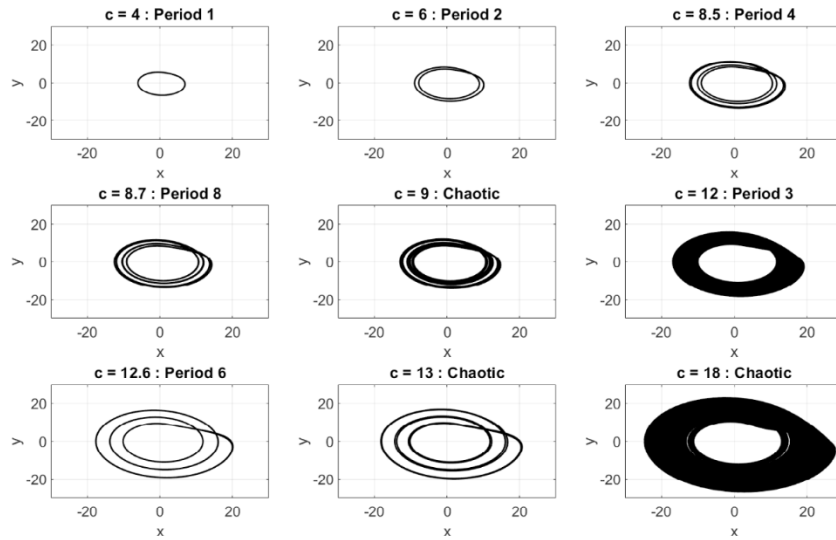 c = 4 : Period 1
c = 6 : Period 2
c = 8.5 : Period 4
20
0
-20
y
-20
0
20
x
20
0
-20
y
-20
0
20
x
20
0
-20
y
-20
0
20
x
c = 8.7 : Period 8
c = 9 : Chaotic
c = 12 : Period 3
20
0
-20
y
-20
0
20
x
20
0
-20
y
-20
0
20
x
20
0
-20
y
-20
0
20
x
c = 12.6 : Period 6
c = 13 : Chaotic
c = 18 : Chaotic
20
0
-20
y
-20
0
20
x
20
0
-20
y
-20
0
20
x
20
0
-20
y
-20
0
20
x